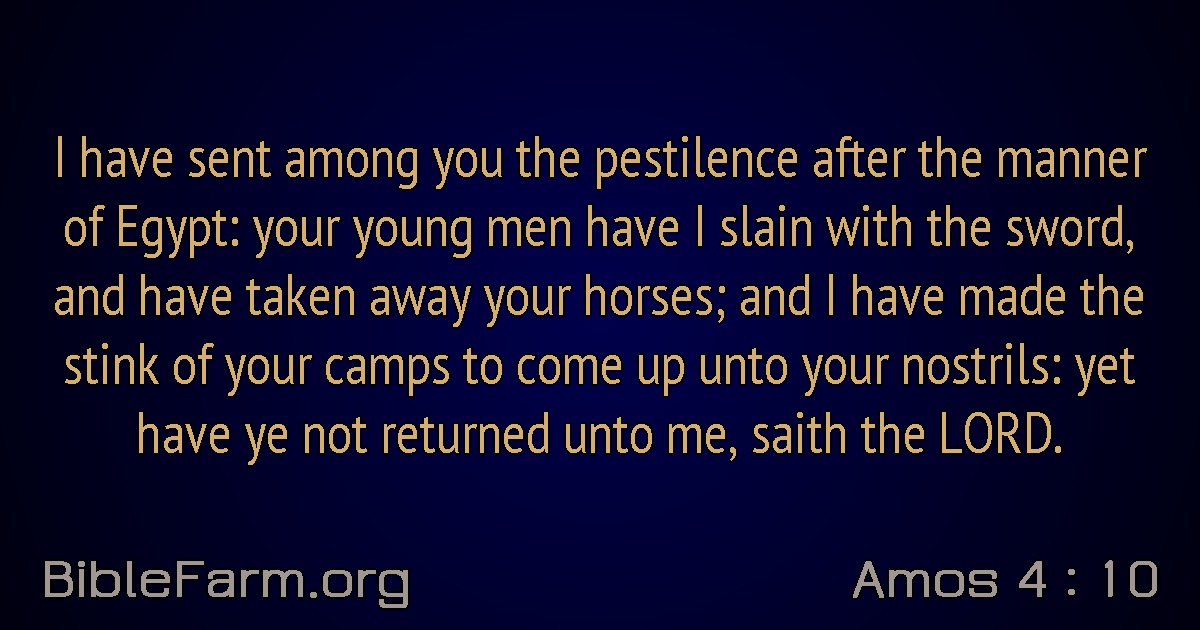 I have sent among you the pestilence after the manner
of Egypt: your young men have I slain with the sword,
and have taken away your horses; and I have made the
stink of your camps to come up unto your nostrils: yet
have ye not returned unto me, saith the LORD.
BibleFarm.org
Amos 4 : 10